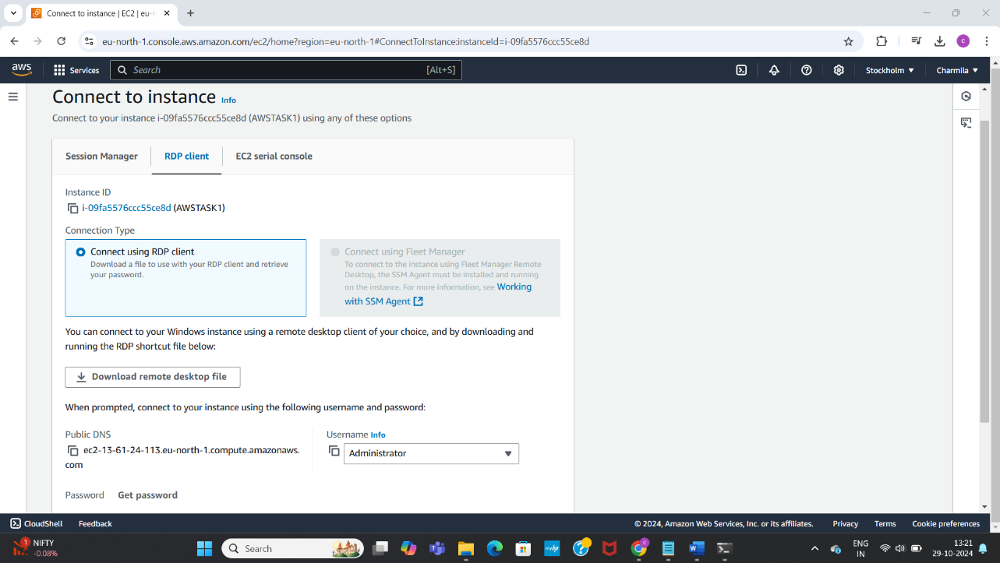 Connect to instance | EC2 | eu-n
eu-north-1.console.aws.amazon.com/ec2/home?region=eu-north-1#ConnectToInstance:instanceId=i-09fa5576ccc55ce8d
C
aws
Services
Search
[Alt+S]
Stockholm
Charmila
Connect to instance Info
Connect to your instance i-09fa5576ccc55ce8d (AWSTASK1) using any of these options
Session Manager
RDP client
EC2 serial console
Instance ID
i-09fa5576ccc55ce8d (AWSTASK1)
Connection Type
Connect using RDP client
Download a file to use with your RDP client and retrieve
your password.
Connect using Fleet Manager
To connect to the instance using Fleet Manager Remote
Desktop, the SSM Agent must be installed and running
on the instance. For more information, see Working
with SSM Agent
You can connect to your Windows instance using a remote desktop client of your choice, and by downloading and
running the RDP shortcut file below:
Download remote desktop file
When prompted, connect to your instance using the following username and password:
Public DNS
ec2-13-61-24-113.eu-north-1.compute.amazonaws.
com
Username Info
Administrator
Password Get password
CloudShell
Feedback
© 2024, Amazon Web Services, Inc. or its affiliates.
Privacy
Terms
Cookie preferences
1
NIFTY
-0.08%
Search
myhp
C
ENG
IN
13:21
29-10-2024